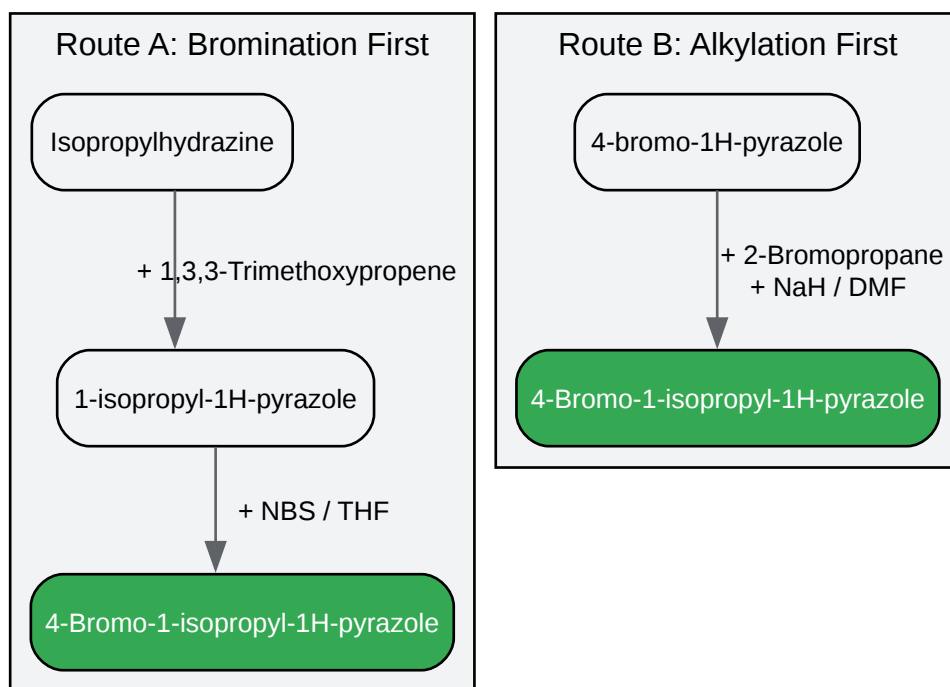 Route A: Bromination First
Isopropylhydrazine
+ 1,3,3-Trimethoxypropene
1-isopropyl-1H-pyrazole
+ NBS / THF
4-Bromo-1-isopropyl-1H-pyrazole
Route B: Alkylation First
4-bromo-1H-pyrazole
+ 2-Bromopropane
+ NaH / DMF
4-Bromo-1-isopropyl-1H-pyrazole